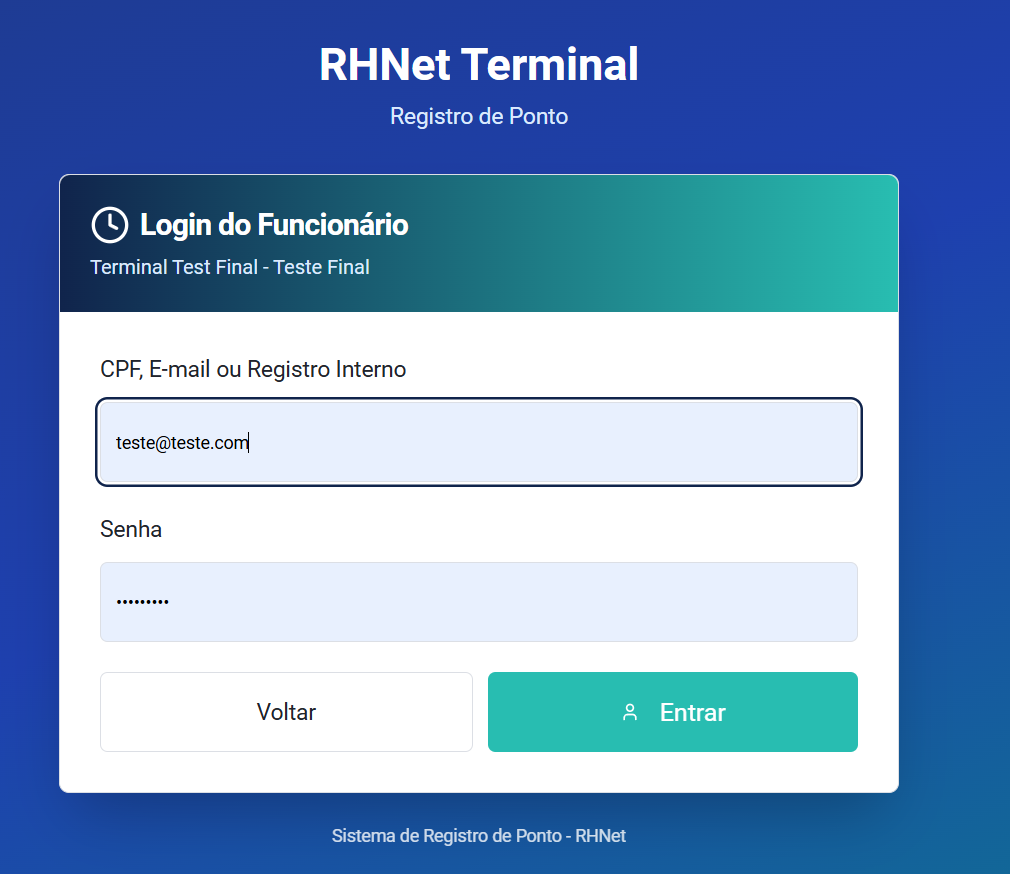 RHNet Terminal
Registro de Ponto
Login do Funcionário
Terminal Test Final - Teste Final
CPF, E-mail ou Registro Interno
teste@teste.com
Senha
•••••••••
Voltar
Entrar
Sistema de Registro de Ponto - RHNet